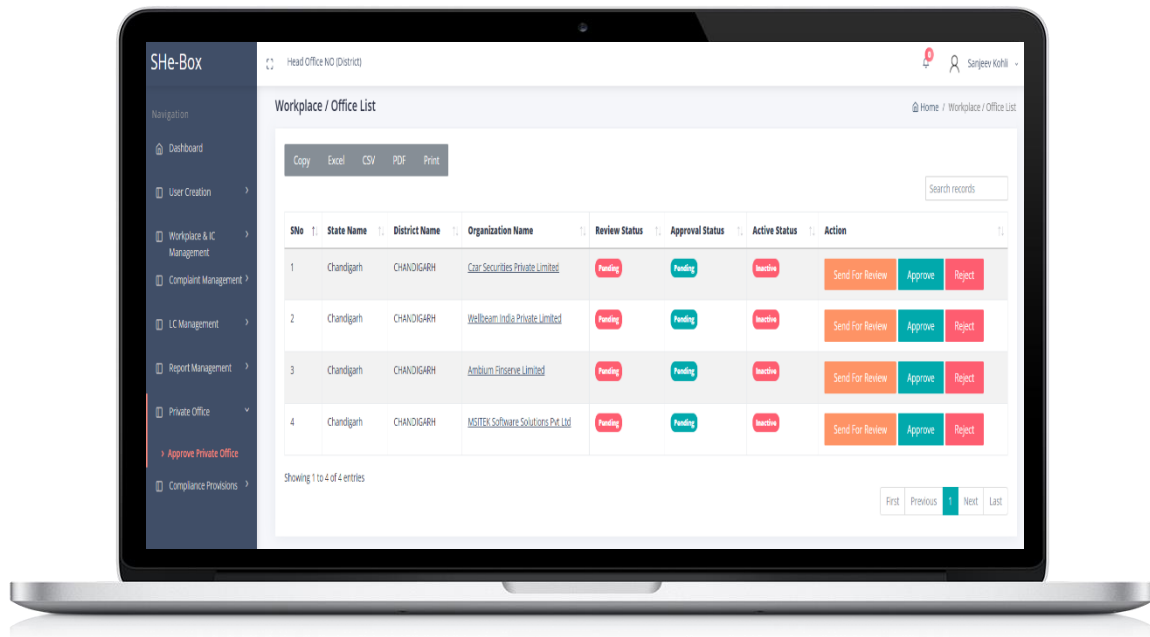 SHe-Box
Head Office NO (District)
0
Sanjeev Kohli
Navigation
Dashboard
User Creation
Workplace & IC
Management
Complaint Management
LC Management
Report Management
Private Office
Approve Private Office
Compliance Provisions
Workplace / Office List
Home / Workplace / Office List
Copy Excel CSV PDF Print
Search records
SNo State Name District Name Organization Name Review Status Approval Status Active Status Action
1 Chandigarh CHANDIGARH Czar Securities Private Limited Pending Pending Inactive Send For Review Approve Reject
2 Chandigarh CHANDIGARH Wellbeam India Private Limited Pending Pending Inactive Send For Review Approve Reject
3 Chandigarh CHANDIGARH Ambium Finserve Limited Pending Pending Inactive Send For Review Approve Reject
4 Chandigarh CHANDIGARH MSITEK Software Solutions Pvt Ltd Pending Pending Inactive Send For Review Approve Reject
Showing 1 to 4 of 4 entries
First Previous 1 Next Last